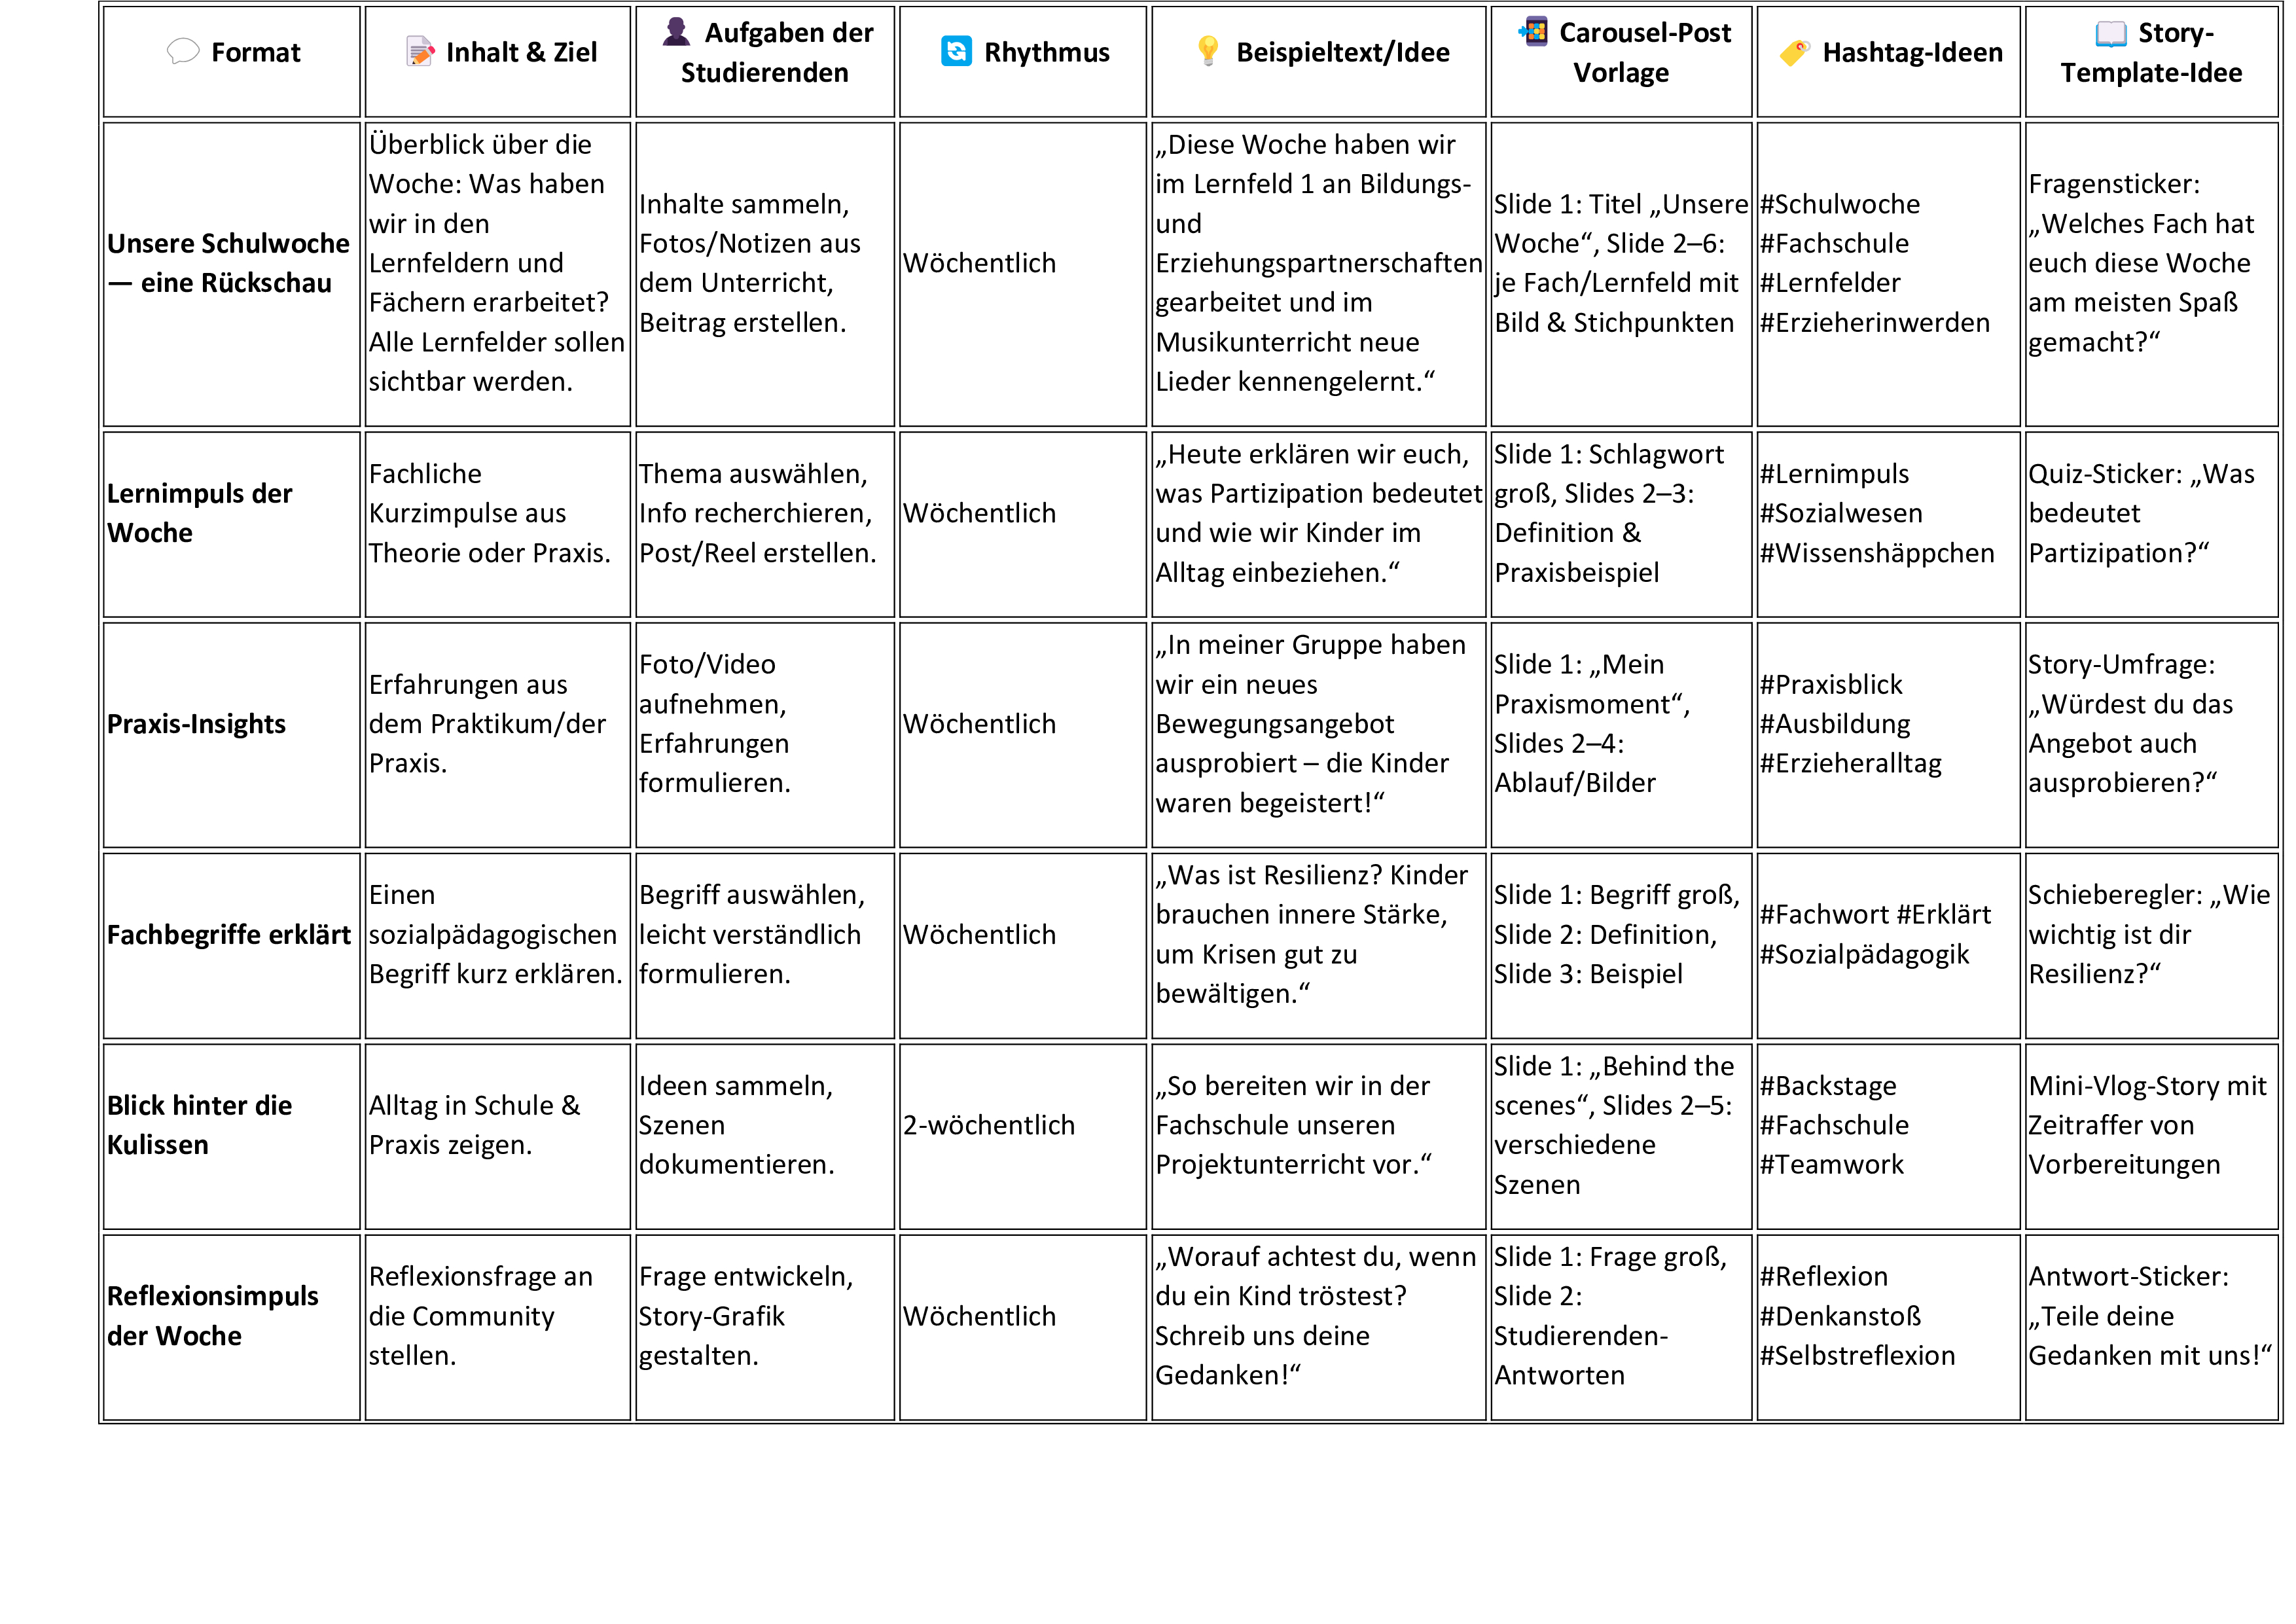 Format
Inhalt & Ziel
Aufgaben der
Studierenden
Rhythmus
Beispieltext/Idee
Carousel-Post
Vorlage
Hashtag-Ideen
Story-
Template-Idee
Unsere Schulwoche
— eine Rückschau
Überblick über die
Woche: Was haben
wir in den
Lernfeldern und
Fächern erarbeitet?
Alle Lernfelder sollen
sichtbar werden.
Inhalte sammeln,
Fotos/Notizen aus
dem Unterricht,
Beitrag erstellen.
Wöchentlich
„Diese Woche haben wir
im Lernfeld 1 an Bildungs-
und
Erziehungspartnerschaften
gearbeitet und im
Musikunterricht neue
Lieder kennengelernt.“
Slide 1: Titel „Unsere
Woche“, Slide 2–6:
je Fach/Lernfeld mit
Bild & Stichpunkten
#Schulwoche
#Fachschule
#Lernfelder
#Erzieherinwerden
Fragensticker:
„Welches Fach hat
euch diese Woche
am meisten Spaß
gemacht?“
Lernimpuls der
Woche
Fachliche
Kurzimpulse aus
Theorie oder Praxis.
Thema auswählen,
Info recherchieren,
Post/Reel erstellen.
Wöchentlich
„Heute erklären wir euch,
was Partizipation bedeutet
und wie wir Kinder im
Alltag einbeziehen.“
Slide 1: Schlagwort
groß, Slides 2–3:
Definition &
Praxisbeispiel
#Lernimpuls
#Sozialwesen
#Wissenshäppchen
Quiz-Sticker: „Was
bedeutet
Partizipation?“
Praxis-Insights
Erfahrungen aus
dem Praktikum/der
Praxis.
Foto/Video
aufnehmen,
Erfahrungen
formulieren.
Wöchentlich
„In meiner Gruppe haben
wir ein neues
Bewegungsangebot
ausprobiert – die Kinder
waren begeistert!“
Slide 1: „Mein
Praxismoment“,
Slides 2–4:
Ablauf/Bilder
#Praxisblick
#Ausbildung
#Erzieheralltag
Story-Umfrage:
„Würdest du das
Angebot auch
ausprobieren?“
Fachbegriffe erklärt
Einen
sozialpädagogischen
Begriff kurz erklären.
Begriff auswählen,
leicht verständlich
formulieren.
Wöchentlich
„Was ist Resilienz? Kinder
brauchen innere Stärke,
um Krisen gut zu
bewältigen.“
Slide 1: Begriff groß,
Slide 2: Definition,
Slide 3: Beispiel
#Fachwort #Erklärt
#Sozialpädagogik
Schieberegler: „Wie
wichtig ist dir
Resilienz?“
Blick hinter die
Kulissen
Alltag in Schule &
Praxis zeigen.
Ideen sammeln,
Szenen
dokumentieren.
2-wöchentlich
„So bereiten wir in der
Fachschule unseren
Projektunterricht vor.“
Slide 1: „Behind the
scenes“, Slides 2–5:
verschiedene
Szenen
#Backstage
#Fachschule
#Teamwork
Mini-Vlog-Story mit
Zeitraffer von
Vorbereitungen
Reflexionsimpuls
der Woche
Reflexionsfrage an
die Community
stellen.
Frage entwickeln,
Story-Grafik
gestalten.
Wöchentlich
„Worauf achtest du, wenn
du ein Kind tröstest?
Schreib uns deine
Gedanken!“
Slide 1: Frage groß,
Slide 2:
Studierenden-
Antworten
#Reflexion
#Denkanstoß
#Selbstreflexion
Antwort-Sticker:
„Teile deine
Gedanken mit uns!“